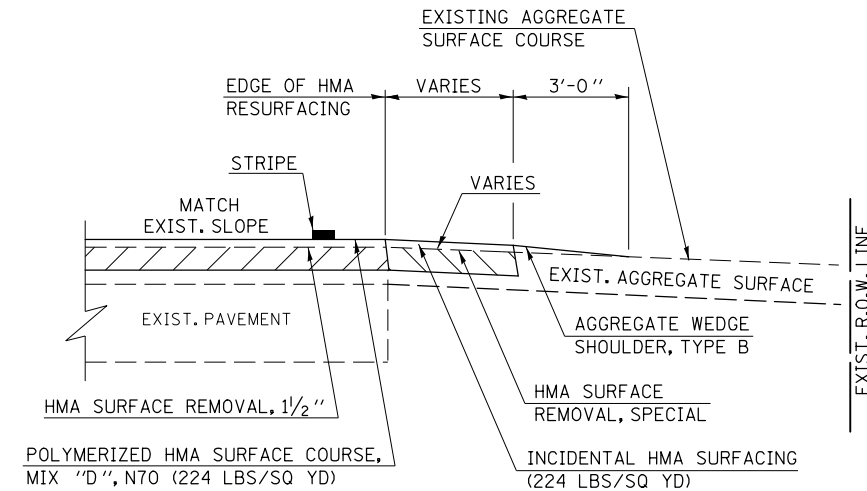 EXISTING AGGREGATE
SURFACE COURSE
EDGE OF HMA
RESURFACING
VARIES
3'-0"
STRIPE
VARIES
MATCH
EXIST. SLOPE
EXIST. AGGREGATE SURFACE
EXIST. R.O.W. LINE
EXIST. PAVEMENT
AGGREGATE WEDGE
SHOULDER, TYPE B
HMA SURFACE REMOVAL, 1 1/2"
HMA SURFACE
REMOVAL, SPECIAL
POLYMERIZED HMA SURFACE COURSE,
MIX "D", N70 (224 LBS/SQ YD)
INCIDENTAL HMA SURFACING
(224 LBS/SQ YD)